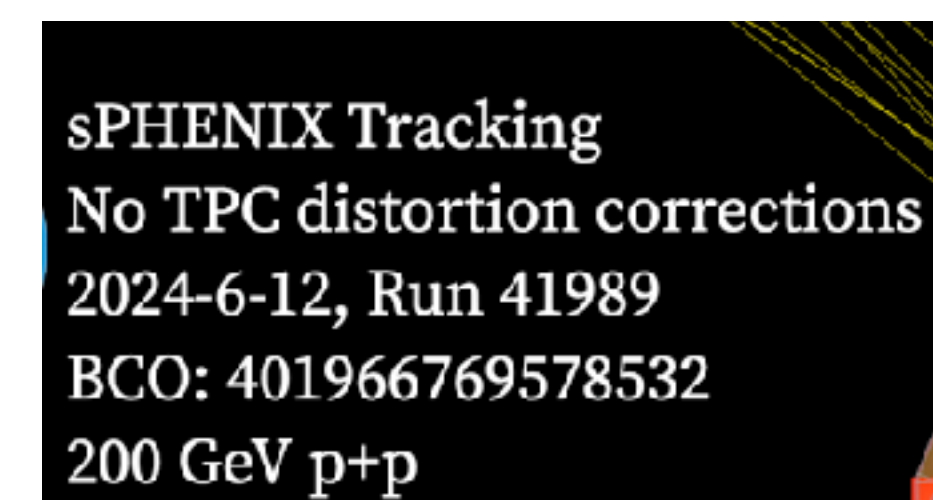 sPHENIX Tracking
No TPC distortion corrections
2024-6-12, Run 41989
BCO: 401966769578532
200 GeV p+p